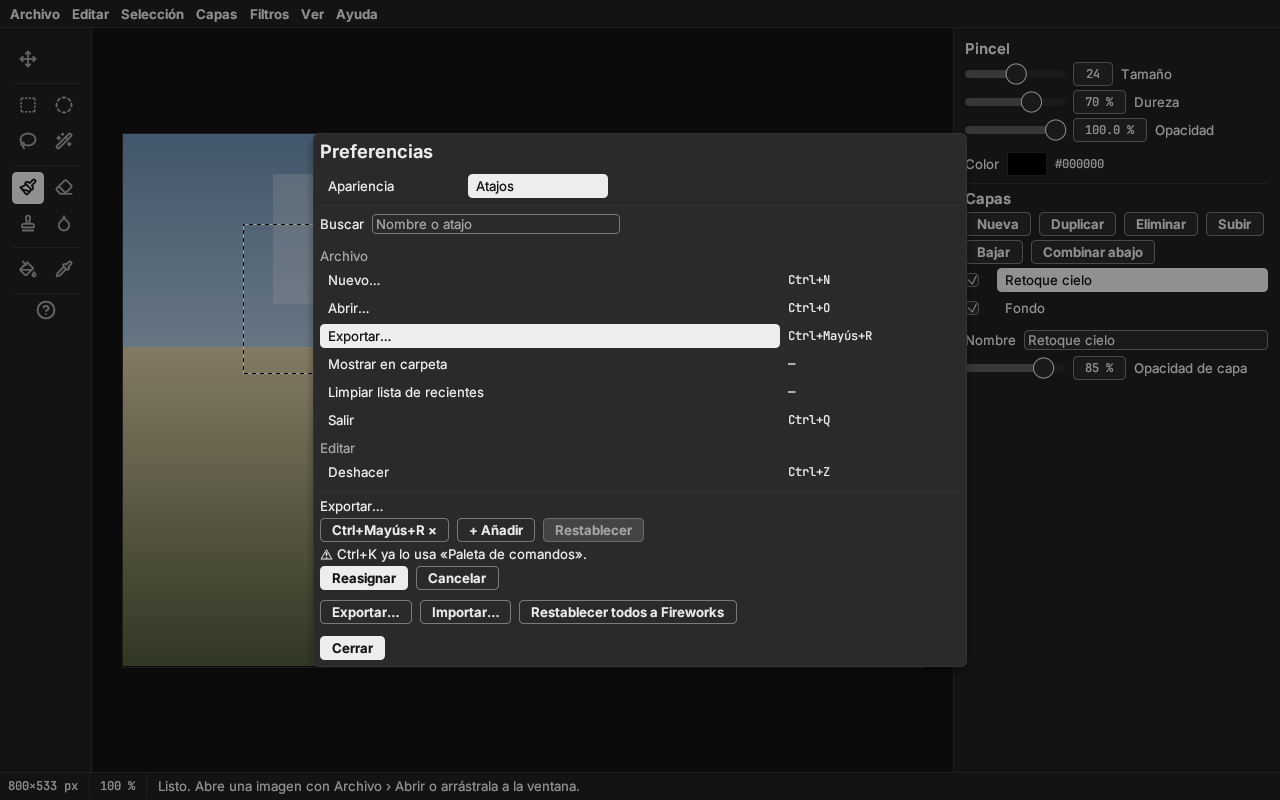 Archivo Editar Selección Capas Filtros Ver Ayuda
Pincel
24 Tamaño
70 % Dureza
100.0 % Opacidad
Color #000000
Capas
Nueva Duplicar Eliminar Subir
Bajar Combinar abajo
Retoque cielo
Fondo
Nombre Retoque cielo
85 % Opacidad de capa
Preferencias
Apariencia Atajos
Buscar Nombre o atajo
Archivo
Nuevo... Ctrl+N
Abrir... Ctrl+O
Exportar... Ctrl+Mayús+R
Mostrar en carpeta —
Limpiar lista de recientes —
Salir Ctrl+Q
Editar
Deshacer Ctrl+Z
Exportar...
Ctrl+Mayús+R × + Añadir Restablecer
⚠ Ctrl+K ya lo usa «Paleta de comandos».
Reasignar Cancelar
Exportar... Importar... Restablecer todos a Fireworks
Cerrar
800×533 px 100 % Listo. Abre una imagen con Archivo › Abrir o arrástrala a la ventana.